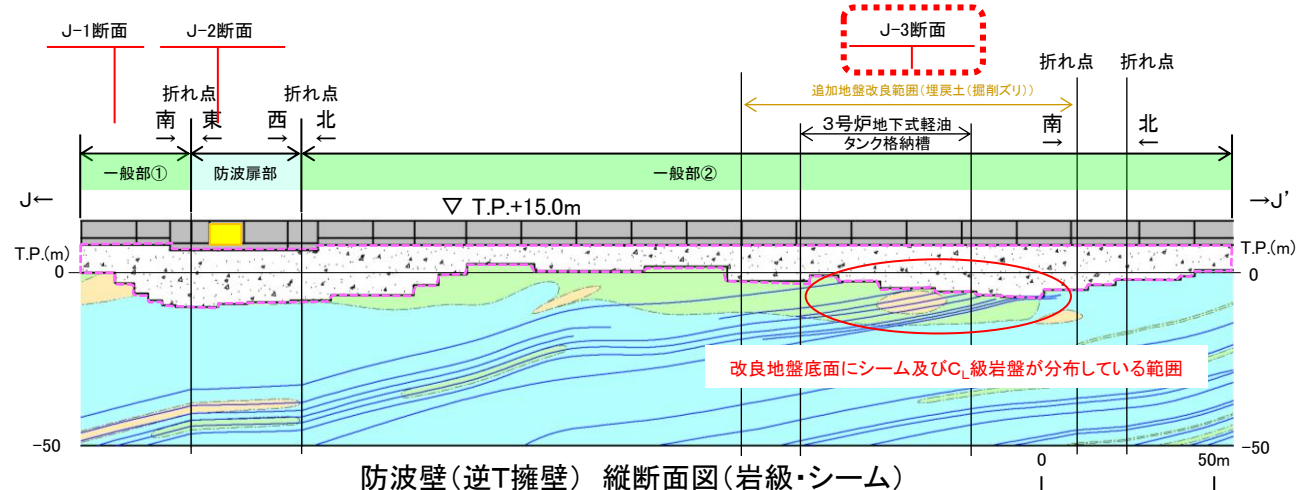 J-1断面
J-2断面
J-3断面
折れ点
折れ点
折れ点
折れ点
追加地盤改良範囲(埋戻土(掘削ズリ))
南
→
東
←
西
→
北
←
3号炉地下式軽油
タンク格納槽
南
→
北
←
一般部①
防波扉部
一般部②
J←
▽ T.P.+15.0m
→J’
T.P.(m)
T.P.(m)
0
0
改良地盤底面にシーム及びCL級岩盤が分布している範囲
-50
-50
防波壁(逆T擁壁) 縦断面図(岩級・シーム)
0
50m